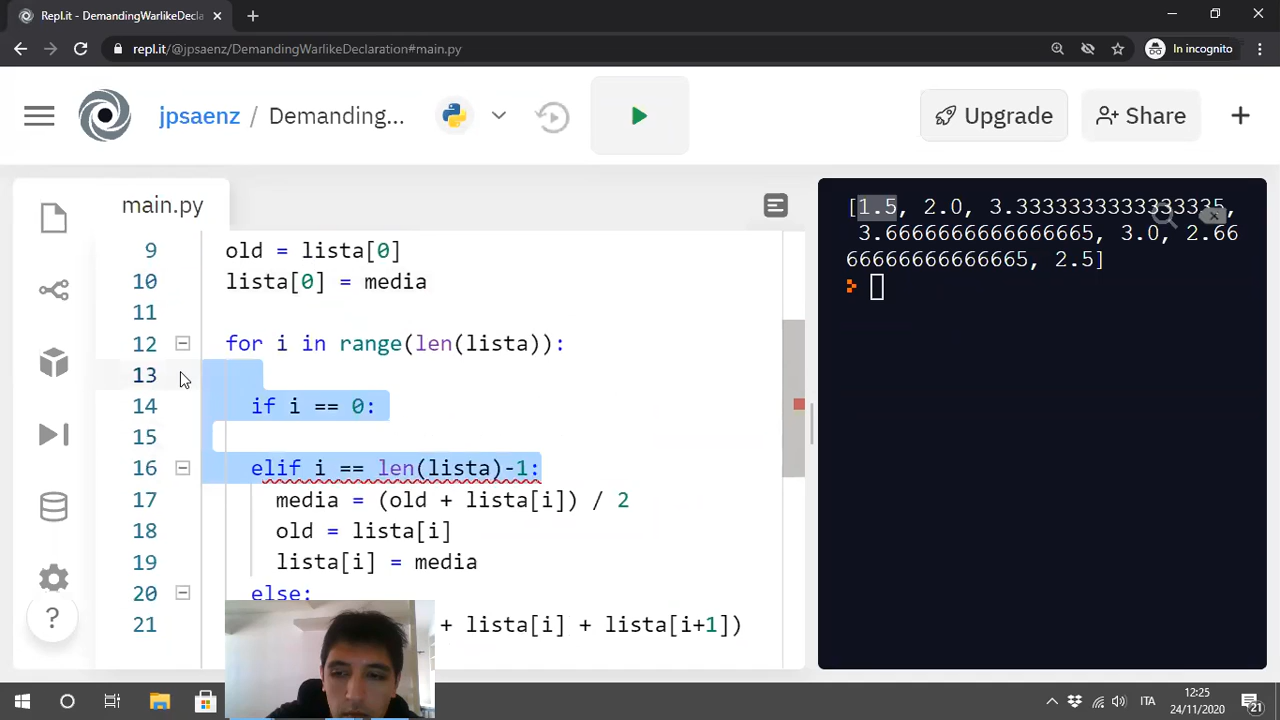 Repl.it - DemandingWarlikeDecla
repl.it/@jpsaenz/DemandingWarlikeDeclaration#main.py
In incognito
jpsaenz / Demanding...
Upgrade
Share
main.py
9 old = lista[0]
10 lista[0] = media
11
12 for i in range(len(lista)):
13
14 if i == 0:
15
16 elif i == len(lista)-1:
17 media = (old + lista[i]) / 2
18 old = lista[i]
19 lista[i] = media
20 else:
21 + lista[i] + lista[i+1])
[1.5, 2.0, 3.3333333333333335,
3.6666666666666665, 3.0, 2.66
66666666666665, 2.5]
?
ITA
12:25
24/11/2020
21